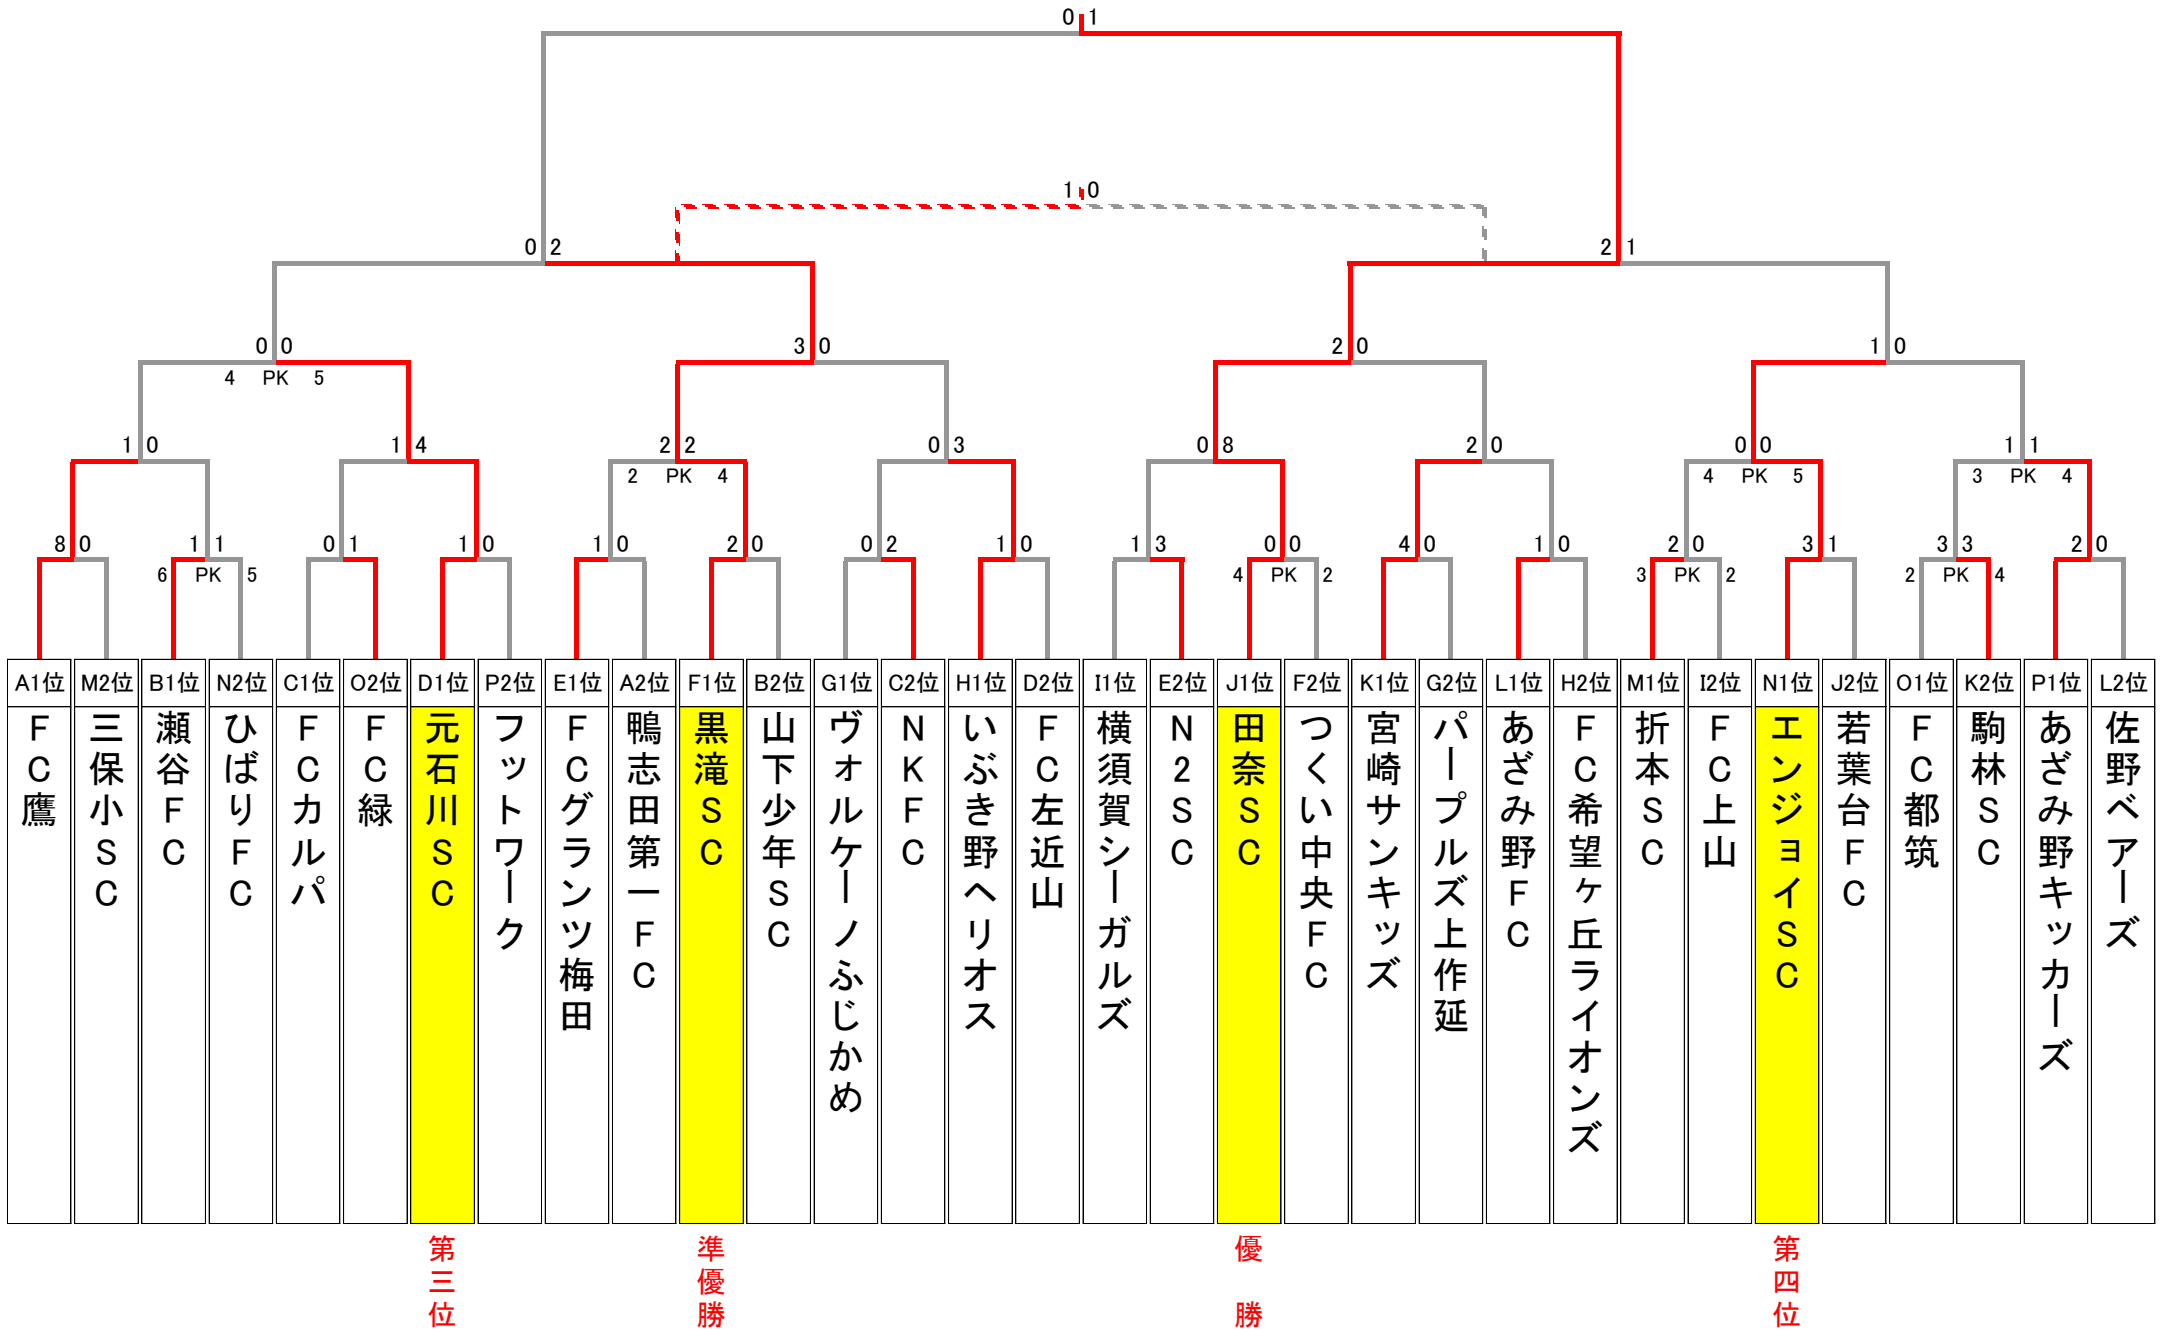 0 1
1 0
0 2
2 1
0 0
3 0
2 0
1 0
4 PK 5
1 0
1 4
2 2
0 3
0 8
2 0
0 0
1 1
2 PK 4
4 PK 5
3 PK 4
8 0
1 1
0 1
1 0
1 0
2 0
0 2
1 0
1 3
0 0
4 0
1 0
2 0
3 1
3 3
2 0
6 PK 5
4 PK 2
3 PK 2
2 PK 4
A1位
M2位
B1位
N2位
C1位
O2位
D1位
P2位
E1位
A2位
F1位
B2位
G1位
C2位
H1位
D2位
I1位
E2位
J1位
F2位
K1位
G2位
L1位
H2位
M1位
I2位
N1位
J2位
O1位
K2位
P1位
L2位
FC鷹
三保小SC
瀬谷FC
ひばりFC
FCカルパ
FC緑
元石川SC
フットワーク
FCグランツ梅田
鴨志田第一FC
黒滝SC
山下少年SC
ヴォルケーノふじかめ
NKFC
いぶき野ヘリオス
FC左近山
横須賀シーガルズ
N2SC
田奈SC
つくい中央FC
宮崎サンキッズ
パープルズ上作延
あざみ野FC
FC希望ヶ丘ライオンズ
折本SC
FC上山
エンジョイSC
若葉台FC
FC都筑
駒林SC
あざみ野キッカーズ
佐野ベアーズ
第三位
準優勝
優 勝
第四位